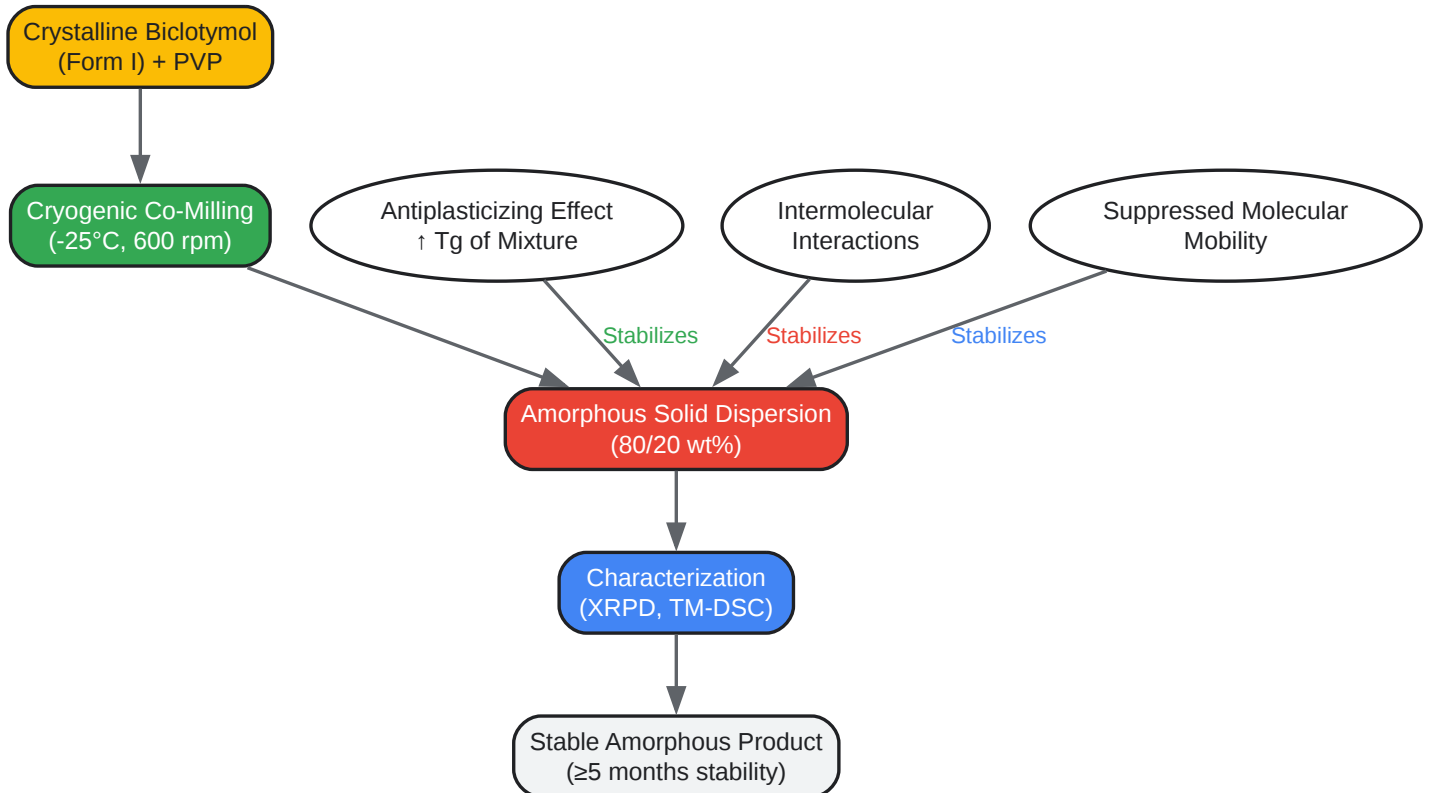 Crystalline Biclotymol
(Form I) + PVP
Cryogenic Co-Milling
(-25°C, 600 rpm)
Antiplasticizing Effect
↑ Tg of Mixture
Intermolecular
Interactions
Suppressed Molecular
Mobility
Stabilizes
Stabilizes
Stabilizes
Amorphous Solid Dispersion
(80/20 wt%)
Characterization
(XRPD, TM-DSC)
Stable Amorphous Product
(≥5 months stability)